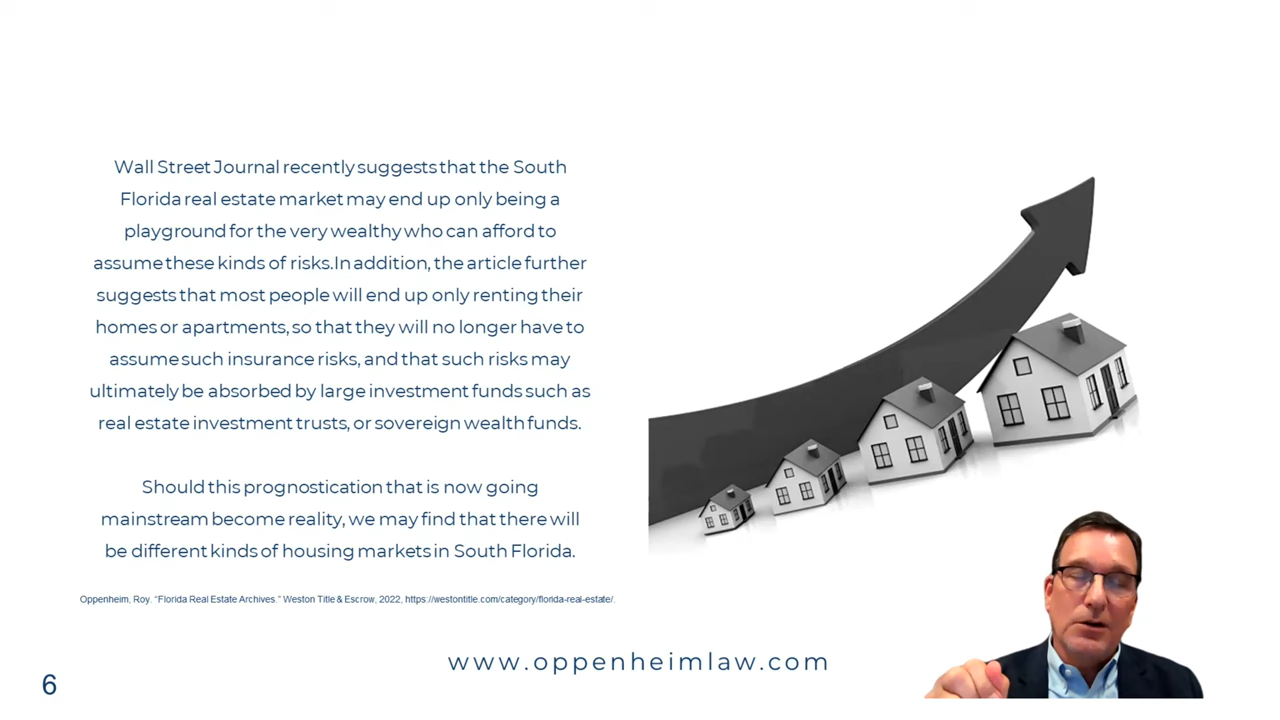 Wall Street Journal recently suggests that the South
Florida real estate market may end up only being a
playground for the very wealthy who can afford to
assume these kinds of risks.In addition, the article further
suggests that most people will end up only renting their
homes or apartments, so that they will no longer have to
assume such insurance risks, and that such risks may
ultimately be absorbed by large investment funds such as
real estate investment trusts, or sovereign wealth funds.
Should this prognostication that is now going
mainstream become reality, we may find that there will
be different kinds of housing markets in South Florida.
Oppenheim, Roy. “Florida Real Estate Archives.” Weston Title & Escrow, 2022, https://westontitle.com/category/florida-real-estate/.
www.oppenheimlaw.com
6